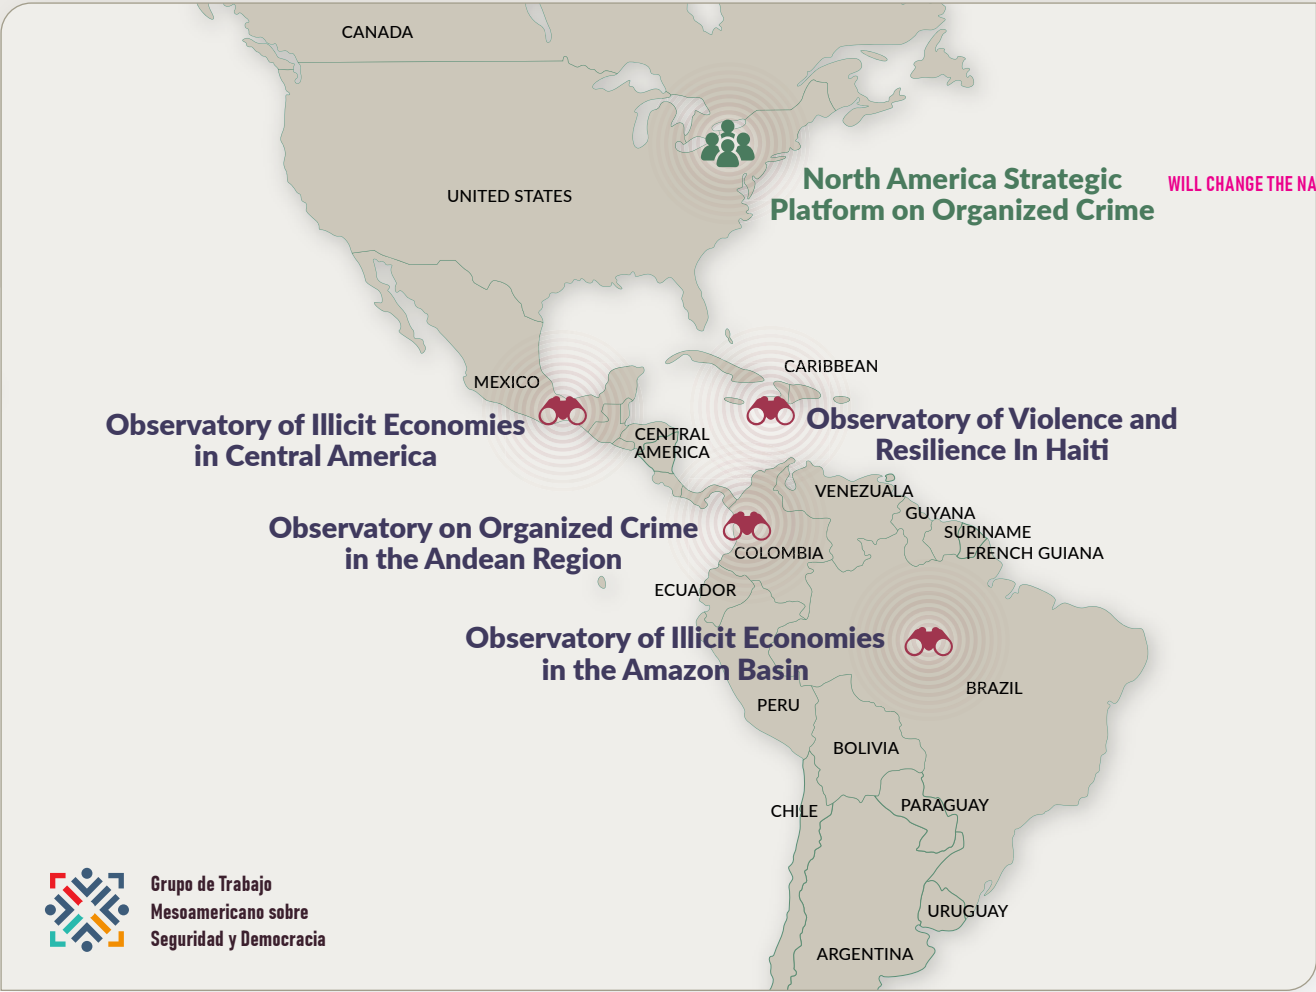 CANADA
UNITED STATES
North America Strategic
Platform on Organized Crime
WILL CHANGE THE NA
MEXICO
CARIBBEAN
Observatory of Illicit Economies
in Central America
CENTRAL
AMERICA
Observatory of Violence and
Resilience In Haiti
VENEZUALA
GUYANA
SURINAME
FRENCH GUIANA
Observatory on Organized Crime
in the Andean Region
COLOMBIA
ECUADOR
Observatory of Illicit Economies
in the Amazon Basin
BRAZIL
PERU
BOLIVIA
CHILE
PARAGUAY
URUGUAY
ARGENTINA
Grupo de Trabajo
Mesoamericano sobre
Seguridad y Democracia